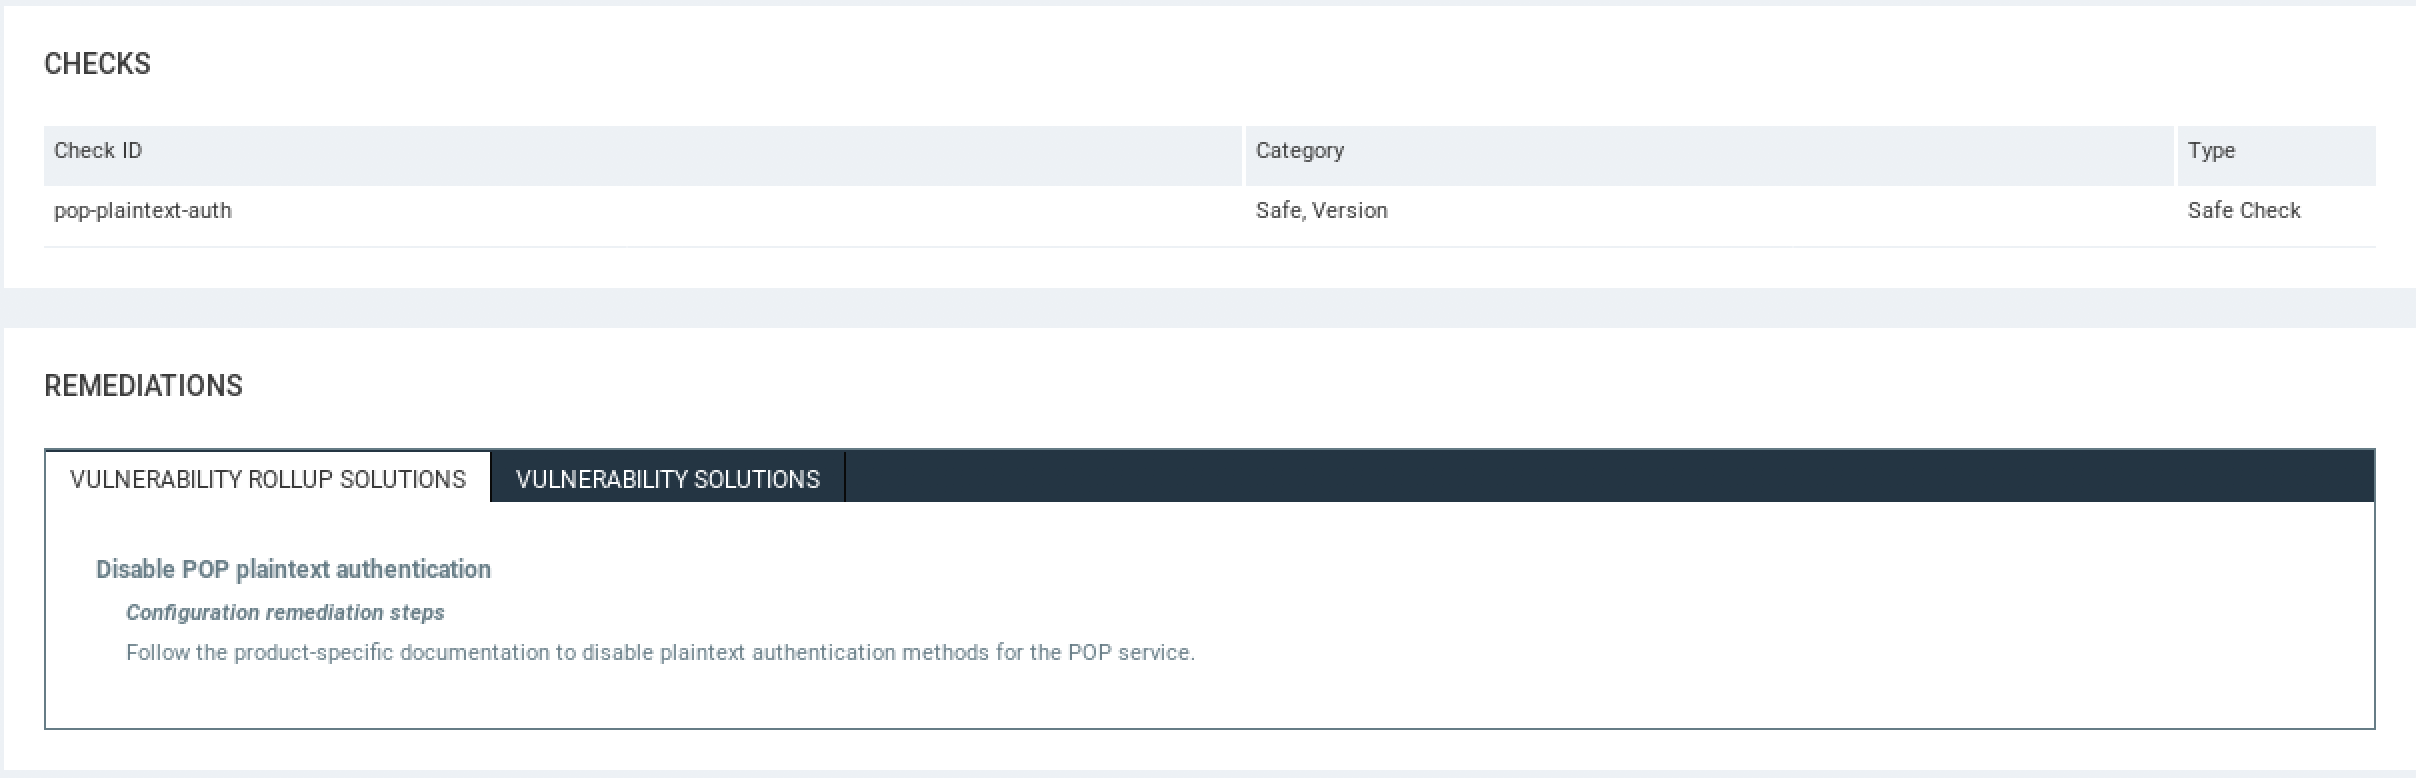 CHECKS
Check ID Category Type
pop-plaintext-auth Safe, Version Safe Check
REMEDIATIONS
VULNERABILITY ROLLUP SOLUTIONS VULNERABILITY SOLUTIONS
Disable POP plaintext authentication
Configuration remediation steps
Follow the product-specific documentation to disable plaintext authentication methods for the POP service.